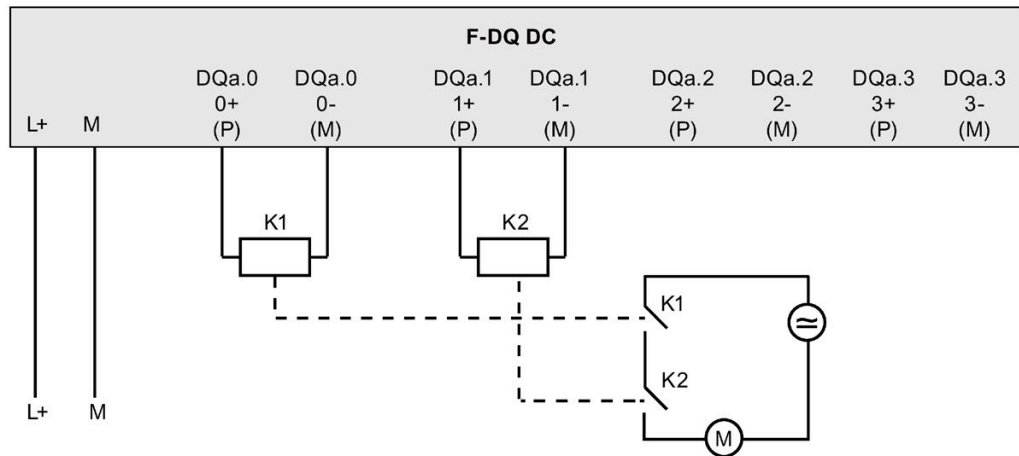 F-DQ DC
DQa.0 DQa.0 DQa.1 DQa.1 DQa.2 DQa.2 DQa.3 DQa.3
0+ 0- 1+ 1- 2+ 2- 3+ 3-
L+ M (P) (M) (P) (M) (P) (M) (P) (M)
K1 K2
K1
≃
K2
L+ M
M